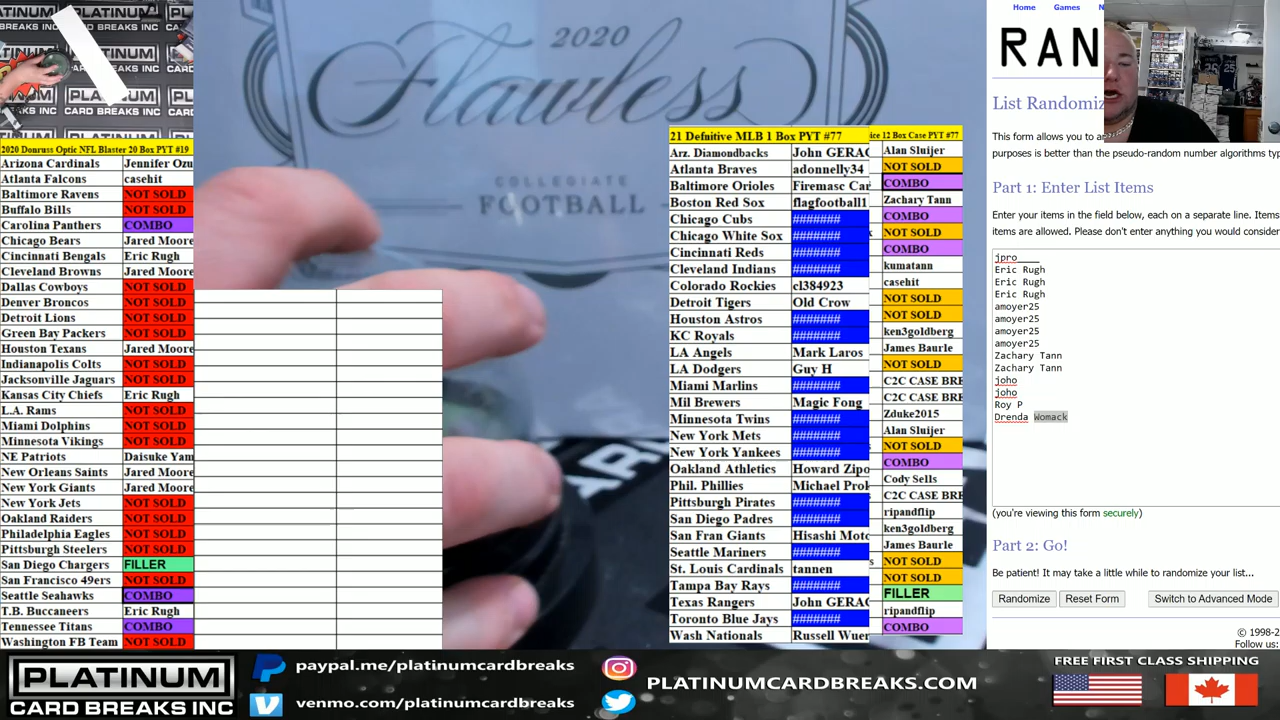 PLATINUM
BREAKS INC
2020
Flawless
COLLEGIATE
FOOTBALL
2020 Donruss Optic NFL Blaster 20 Box PYT #19
Arizona Cardinals Jennifer Ozu
Atlanta Falcons casehit
Baltimore Ravens NOT SOLD
Buffalo Bills NOT SOLD
Carolina Panthers COMBO
Chicago Bears Jared Moore
Cincinnati Bengals Eric Rugh
Cleveland Browns Jared Moore
Dallas Cowboys NOT SOLD
Denver Broncos NOT SOLD
Detroit Lions NOT SOLD
Green Bay Packers NOT SOLD
Houston Texans Jared Moore
Indianapolis Colts NOT SOLD
Jacksonville Jaguars NOT SOLD
Kansas City Chiefs Eric Rugh
L.A. Rams NOT SOLD
Miami Dolphins NOT SOLD
Minnesota Vikings NOT SOLD
NE Patriots Daisuke Yam
New Orleans Saints Jared Moore
New York Giants Jared Moore
New York Jets NOT SOLD
Oakland Raiders NOT SOLD
Philadelphia Eagles NOT SOLD
Pittsburgh Steelers NOT SOLD
San Diego Chargers FILLER
San Francisco 49ers NOT SOLD
Seattle Seahawks COMBO
T.B. Buccaneers Eric Rugh
Tennessee Titans COMBO
Washington FB Team NOT SOLD
21 Defnitive MLB 1 Box PYT #77
Arz. Diamondbacks John GERAC
Atlanta Braves adonnelly34
Baltimore Orioles Firemasc Car
Boston Red Sox flagfootball1
Chicago Cubs #######
Chicago White Sox #######
Cincinnati Reds #######
Cleveland Indians #######
Colorado Rockies cl384923
Detroit Tigers Old Crow
Houston Astros #######
KC Royals #######
LA Angels Mark Laros
LA Dodgers Guy H
Miami Marlins #######
Mil Brewers Magic Fong
Minnesota Twins #######
New York Mets #######
New York Yankees #######
Oakland Athletics Howard Zipo
Phil. Phillies Michael Prol
Pittsburgh Pirates #######
San Diego Padres #######
San Fran Giants Hisashi Moto
Seattle Mariners #######
St. Louis Cardinals tannen
Tampa Bay Rays #######
Texas Rangers John GERAC
Toronto Blue Jays #######
Wash Nationals Russell Wuer
ice 12 Box Case PYT #77
Alan Sluijer
NOT SOLD
COMBO
Zachary Tann
COMBO
NOT SOLD
COMBO
kumatann
casehit
NOT SOLD
NOT SOLD
ken3goldberg
James Baurle
NOT SOLD
C2C CASE BRE
C2C CASE BRE
Zduke2015
Alan Sluijer
NOT SOLD
COMBO
Cody Sells
C2C CASE BRE
ripandflip
ken3goldberg
James Baurle
NOT SOLD
NOT SOLD
FILLER
ripandflip
COMBO
Home Games N
RAN
List Randomiz
This form allows you to a
purposes is better than the pseudo-random number algorithms typ
Part 1: Enter List Items
Enter your items in the field below, each on a separate line. Items
items are allowed. Please don't enter anything you would consider
jpro____
Eric Rugh
Eric Rugh
Eric Rugh
amoyer25
amoyer25
amoyer25
amoyer25
Zachary Tann
Zachary Tann
joho
joho
Roy P
Drenda Womack
(you're viewing this form securely)
Part 2: Go!
Be patient! It may take a little while to randomize your list...
Randomize Reset Form Switch to Advanced Mode
© 1998-2
Follow us:
PLATINUM
CARD BREAKS INC
paypal.me/platinumcardbreaks
venmo.com/platinumcardbreaks
PLATINUMCARDBREAKS.COM
FREE FIRST CLASS SHIPPING